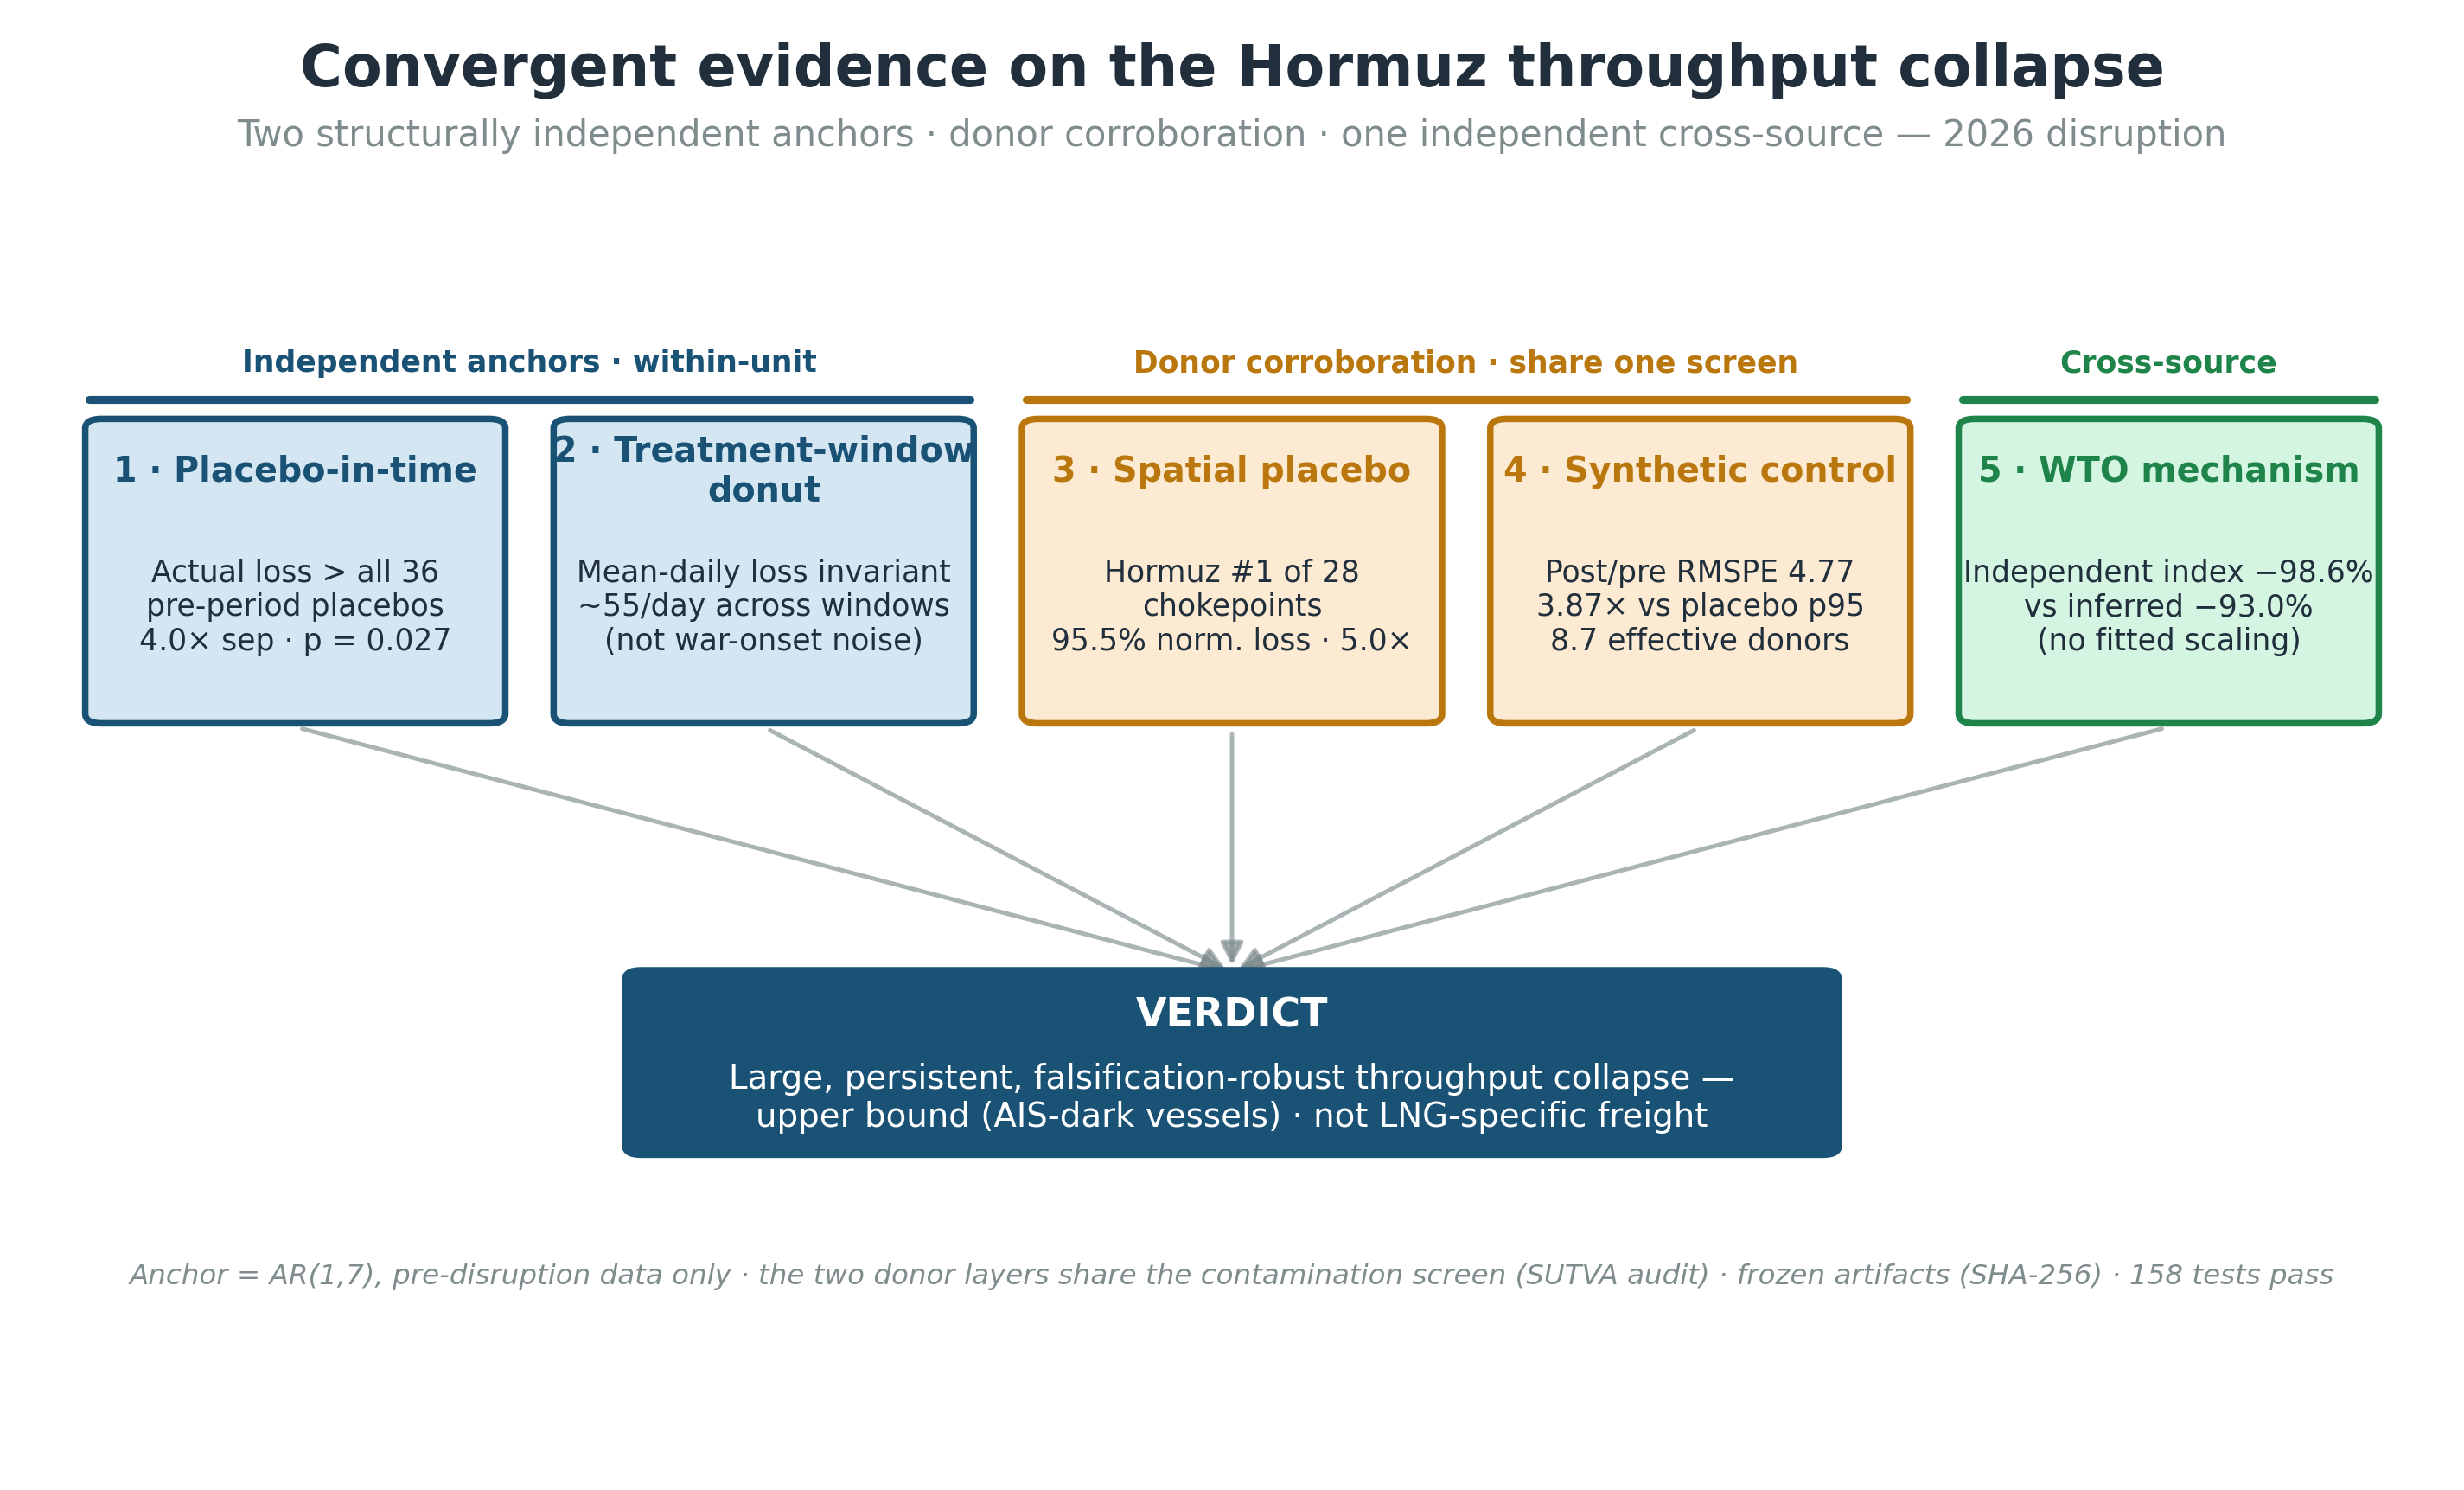 Convergent evidence on the Hormuz throughput collapse
Two structurally independent anchors · donor corroboration · one independent cross-source — 2026 disruption
Independent anchors · within-unit
1 · Placebo-in-time
Actual loss > all 36
pre-period placebos
4.0× sep · p = 0.027
2 · Treatment-window
donut
Mean-daily loss invariant
~55/day across windows
(not war-onset noise)
Donor corroboration · share one screen
3 · Spatial placebo
Hormuz #1 of 28
chokepoints
95.5% norm. loss · 5.0×
4 · Synthetic control
Post/pre RMSPE 4.77
3.87× vs placebo p95
8.7 effective donors
Cross-source
5 · WTO mechanism
Independent index −98.6%
vs inferred −93.0%
(no fitted scaling)
VERDICT
Large, persistent, falsification-robust throughput collapse —
upper bound (AIS-dark vessels) · not LNG-specific freight
Anchor = AR(1,7), pre-disruption data only · the two donor layers share the contamination screen (SUTVA audit) · frozen artifacts (SHA-256) · 158 tests pass